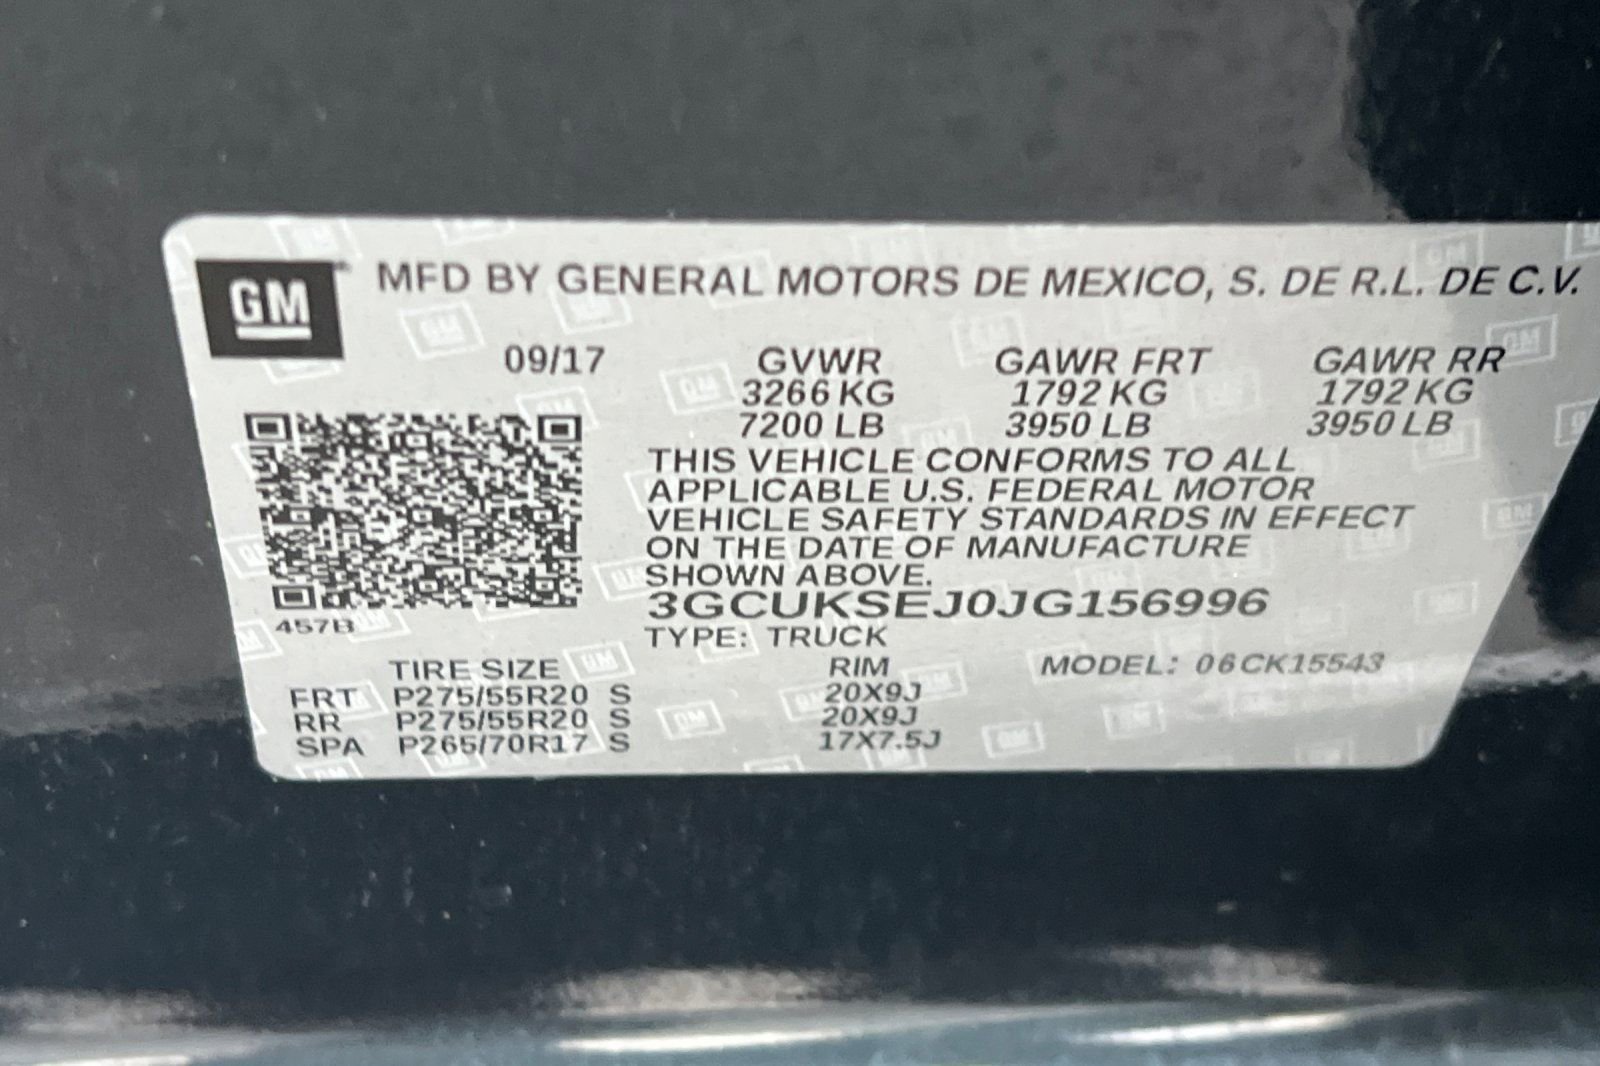 GM MFD BY GENERAL MOTORS DE MEXICO, S. DE R.L. DE C.V.
09/17 GVWR GAWR FRT GAWR RR
3266 KG 1792 KG 1792 KG
7200 LB 3950 LB 3950 LB
THIS VEHICLE CONFORMS TO ALL
APPLICABLE U.S. FEDERAL MOTOR
VEHICLE SAFETY STANDARDS IN EFFECT
ON THE DATE OF MANUFACTURE
SHOWN ABOVE.
3GCUKSEJ0JG156996
457B
TYPE: TRUCK
TIRE SIZE RIM MODEL: 06CK15543
FRT P275/55R20 S 20X9J
RR P275/55R20 S 20X9J
SPA P265/70R17 S 17X7.5J